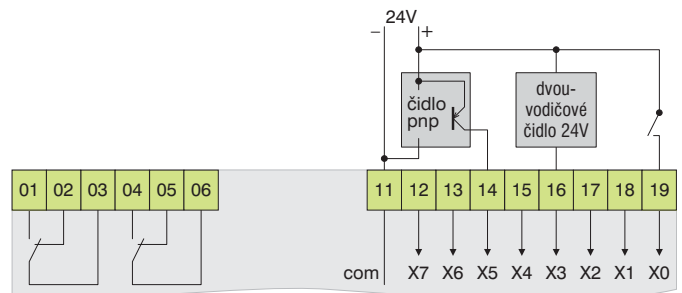 24V
− +
čidlo
pnp
dvou-
vodičové
čidlo 24V
01 02 03 04 05 06 11 12 13 14 15 16 17 18 19
com X7 X6 X5 X4 X3 X2 X1 X0